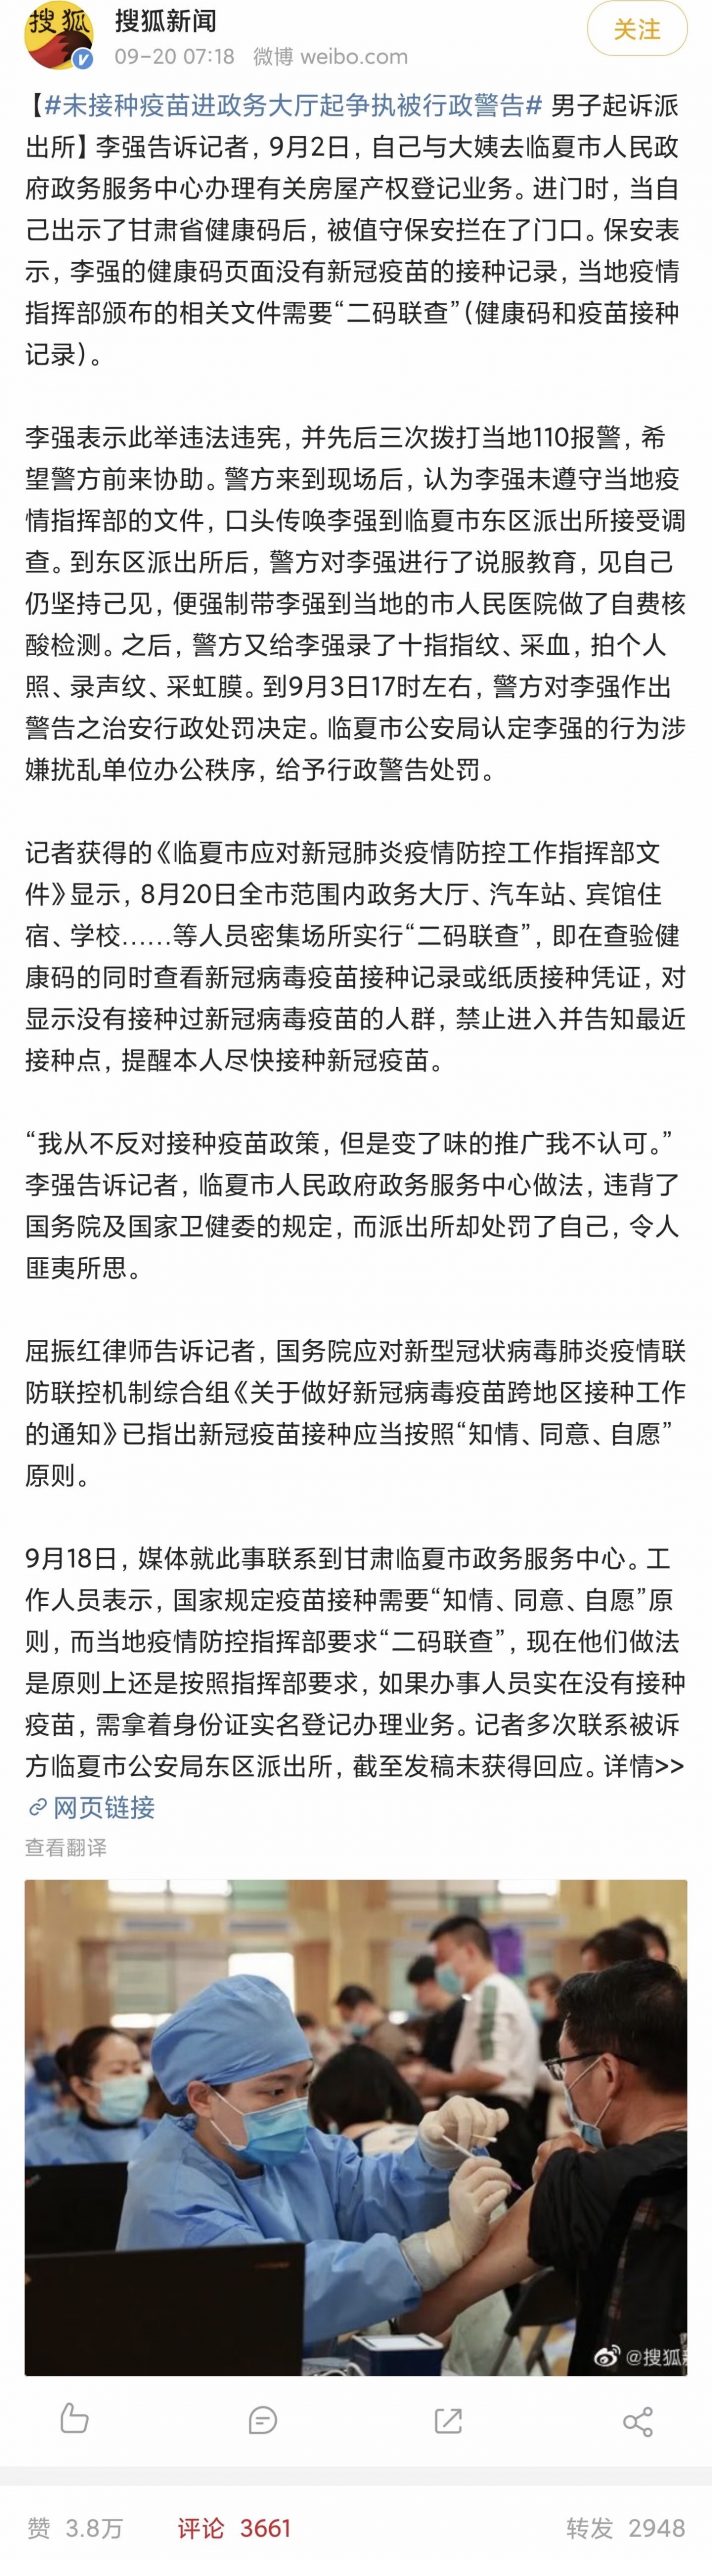 搜狐
搜狐新闻
09-20 07:18 微博 weibo.com
关注
【#未接种疫苗进政务大厅起争执被行政警告# 男子起诉派
出所】李强告诉记者，9月2日，自己与大姨去临夏市人民政
府政务服务中心办理有关房屋产权登记业务。进门时，当自
己出示了甘肃省健康码后，被值守保安拦在了门口。保安表
示，李强的健康码页面没有新冠疫苗的接种记录，当地疫情
指挥部颁布的相关文件需要“二码联查”（健康码和疫苗接种
记录）。
李强表示此举违法违宪，并先后三次拨打当地110报警，希
望警方前来协助。警方来到现场后，认为李强未遵守当地疫
情指挥部的文件，口头传唤李强到临夏市东区派出所接受调
查。到东区派出所后，警方对李强进行了说服教育，见自己
仍坚持己见，便强制带李强到当地的市人民医院做了自费核
酸检测。之后，警方又给李强录了十指指纹、采血，拍个人
照、录声纹、采虹膜。到9月3日17时左右，警方对李强作出
警告之治安行政处罚决定。临夏市公安局认定李强的行为涉
嫌扰乱单位办公秩序，给予行政警告处罚。
记者获得的《临夏市应对新冠肺炎疫情防控工作指挥部文
件》显示，8月20日全市范围内政务大厅、汽车站、宾馆住
宿、学校……等人员密集场所实行“二码联查”，即在查验健
康码的同时查看新冠病毒疫苗接种记录或纸质接种凭证，对
显示没有接种过新冠病毒疫苗的人群，禁止进入并告知最近
接种点，提醒本人尽快接种新冠疫苗。
“我从不反对接种疫苗政策，但是变了味的推广我不认可。”
李强告诉记者，临夏市人民政府政务服务中心做法，违背了
国务院及国家卫健委的规定，而派出所却处罚了自己，令人
匪夷所思。
屈振红律师告诉记者，国务院应对新型冠状病毒肺炎疫情联
防联控机制综合组《关于做好新冠病毒疫苗跨地区接种工作
的通知》已指出新冠疫苗接种应当按照“知情、同意、自愿”
原则。
9月18日，媒体就此事联系到甘肃临夏市政务服务中心。工
作人员表示，国家规定疫苗接种需要“知情、同意、自愿”原
则，而当地疫情防控指挥部要求“二码联查”，现在他们做法
是原则上还是按照指挥部要求，如果办事人员实在没有接种
疫苗，需拿着身份证实名登记办理业务。记者多次联系被诉
方临夏市公安局东区派出所，截至发稿未获得回应。详情>>
网页链接
查看翻译
@搜狐
赞 3.8万 评论 3661 转发 2948